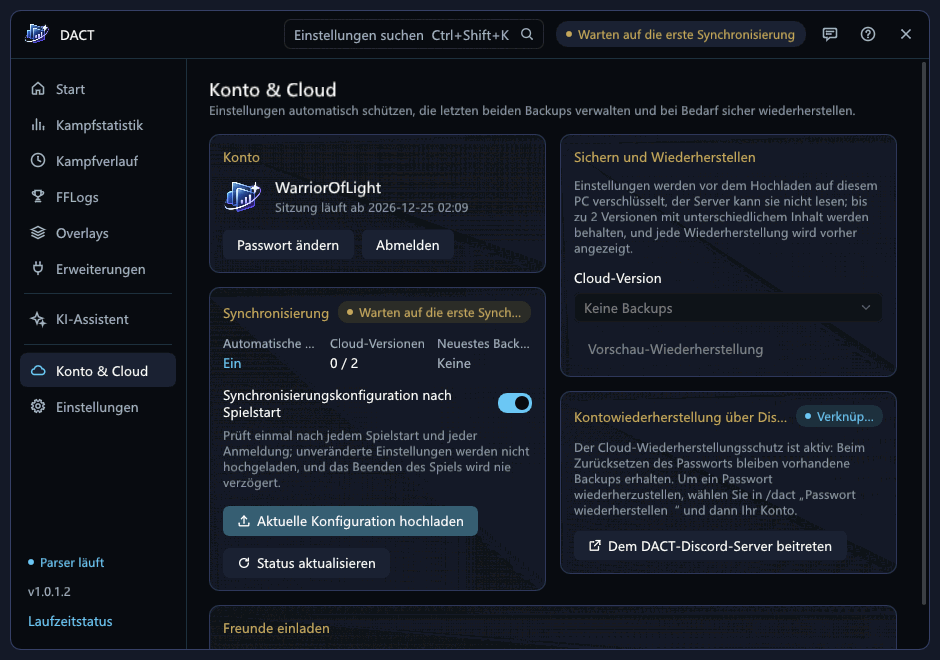 DACT
Einstellungen suchen Ctrl+Shift+K
Warten auf die erste Synchronisierung
Start
Kampfstatistik
Kampfverlauf
FFLogs
Overlays
Erweiterungen
KI-Assistent
Konto & Cloud
Einstellungen
Parser läuft
v1.0.1.2
Laufzeitstatus
Konto & Cloud
Einstellungen automatisch schützen, die letzten beiden Backups verwalten und bei Bedarf sicher wiederherstellen.
Konto
WarriorOfLight
Sitzung läuft ab 2026-12-25 02:09
Passwort ändern
Abmelden
Synchronisierung
Warten auf die erste Synch...
Automatische ...
Cloud-Versionen
Neuestes Back...
Ein
0 / 2
Keine
Synchronisierungskonfiguration nach
Spielstart
Prüft einmal nach jedem Spielstart und jeder
Anmeldung; unveränderte Einstellungen werden nicht
hochgeladen, und das Beenden des Spiels wird nie
verzögert.
Aktuelle Konfiguration hochladen
Status aktualisieren
Sichern und Wiederherstellen
Einstellungen werden vor dem Hochladen auf diesem
PC verschlüsselt, der Server kann sie nicht lesen; bis
zu 2 Versionen mit unterschiedlichem Inhalt werden
behalten, und jede Wiederherstellung wird vorher
angezeigt.
Cloud-Version
Keine Backups
Vorschau-Wiederherstellung
Kontowiederherstellung über Dis...
Verknüp...
Der Cloud-Wiederherstellungsschutz ist aktiv: Beim
Zurücksetzen des Passworts bleiben vorhandene
Backups erhalten. Um ein Passwort
wiederherzustellen, wählen Sie in /dact „Passwort
wiederherstellen “ und dann Ihr Konto.
Dem DACT-Discord-Server beitreten
Freunde einladen